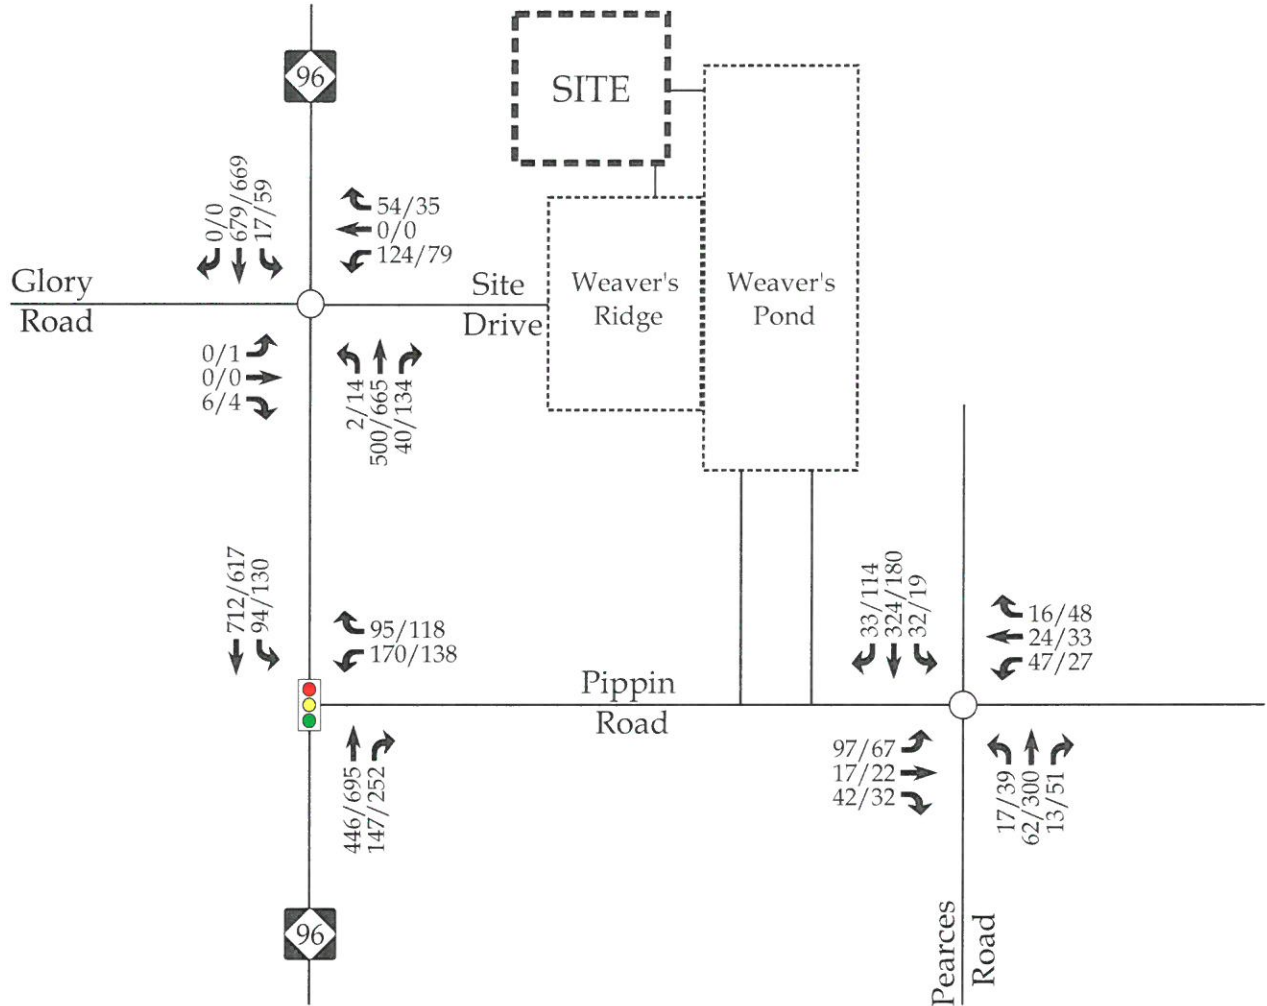 96
SITE
0/0
679/669
17/59
54/35
0/0
124/79
Glory
Road
Site
Drive
Weaver's
Ridge
Weaver's
Pond
0/1
0/0
6/4
2/14
500/665
40/134
712/617
94/130
95/118
170/138
33/114
324/180
32/19
16/48
24/33
47/27
Pippin
Road
446/695
147/252
97/67
17/22
42/32
17/39
62/300
13/51
96
Pearces
Road